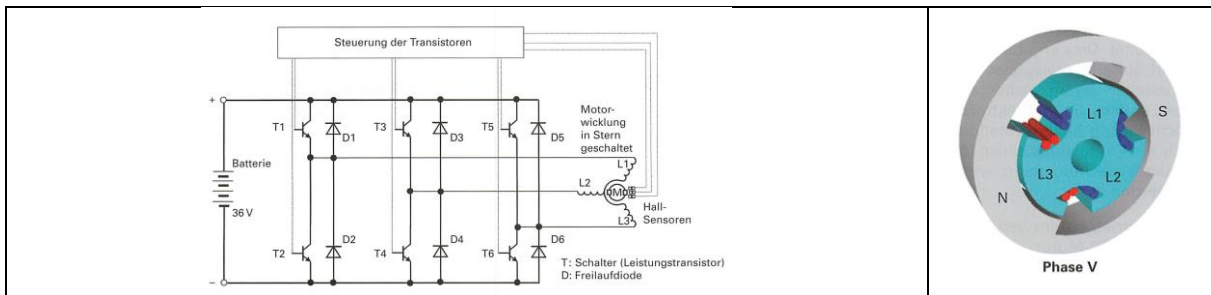 Steuerung der Transistoren
+
T1
D1
T3
D3
T5
D5
Motor-
wicklung
in Stern
geschaltet
Batterie
36 V
L1
L2
M
L3
Hall-
Sensoren
T2
D2
T4
D4
T6
D6
T: Schalter (Leistungstransistor)
D: Freilaufdiode
–
L1
S
L3
L2
N
Phase V